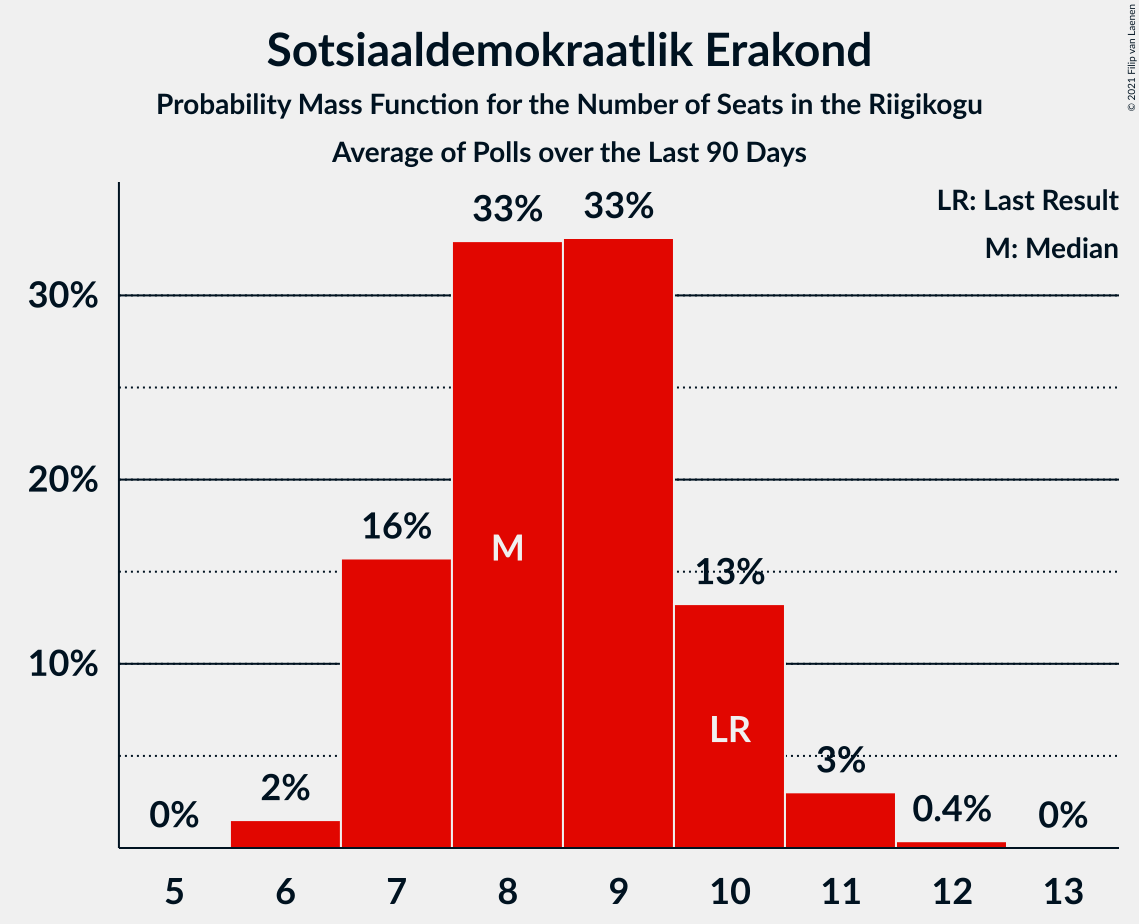 Sotsiaaldemokraatlik Erakond
Probability Mass Function for the Number of Seats in the Riigikogu
Average of Polls over the Last 90 Days
© 2021 Filip van Laenen
LR: Last Result
M: Median
33%
33%
30%
20%
16%
M
13%
10%
LR
3%
2%
0.4%
0%
0%
5 6 7 8 9 10 11 12 13